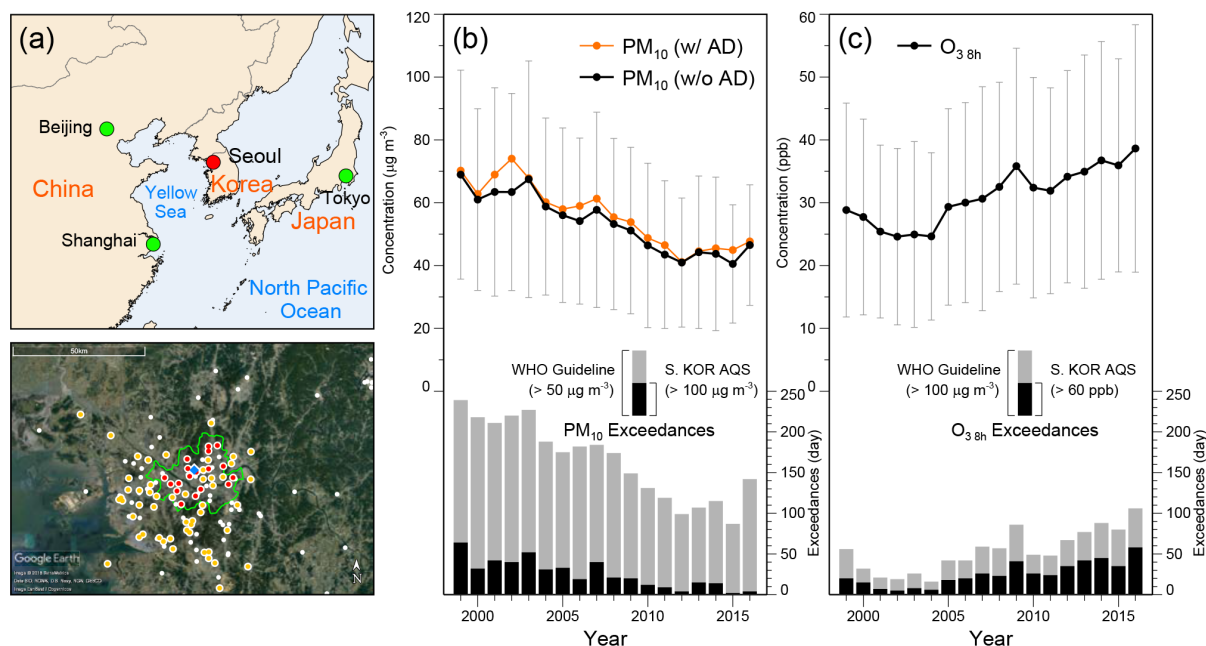 (a)
Beijing
Seoul
China
Korea
Yellow
Sea
Tokyo
Japan
Shanghai
North Pacific
Ocean
50km
Google Earth
N
(b)
PM10 (w/ AD)
PM10 (w/o AD)
Concentration (µg m-3)
120
100
80
60
40
20
0
WHO Guideline
(> 50 µg m-3)
S. KOR AQS
(> 100 µg m-3)
PM10 Exceedances
250
200
150
100
50
0
Exceedances (day)
2000
2005
2010
2015
Year
(c)
O3 8h
Concentration (ppb)
60
50
40
30
20
10
0
WHO Guideline
(> 100 µg m-3)
S. KOR AQS
(> 60 ppb)
O3 8h Exceedances
250
200
150
100
50
0
Exceedances (day)
2000
2005
2010
2015
Year